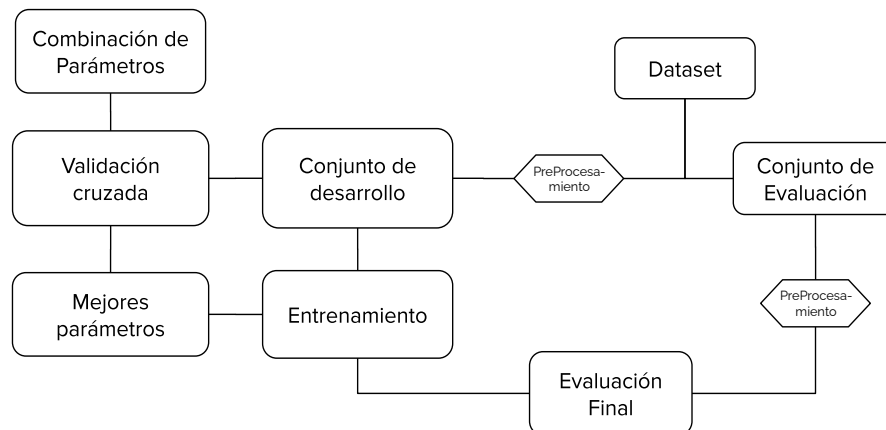 Combinación de
Parámetros
Dataset
Validación
cruzada
Conjunto de
desarrollo
PreProcesa-
miento
Conjunto de
Evaluación
Mejores
parámetros
Entrenamiento
PreProcesa-
miento
Evaluación
Final